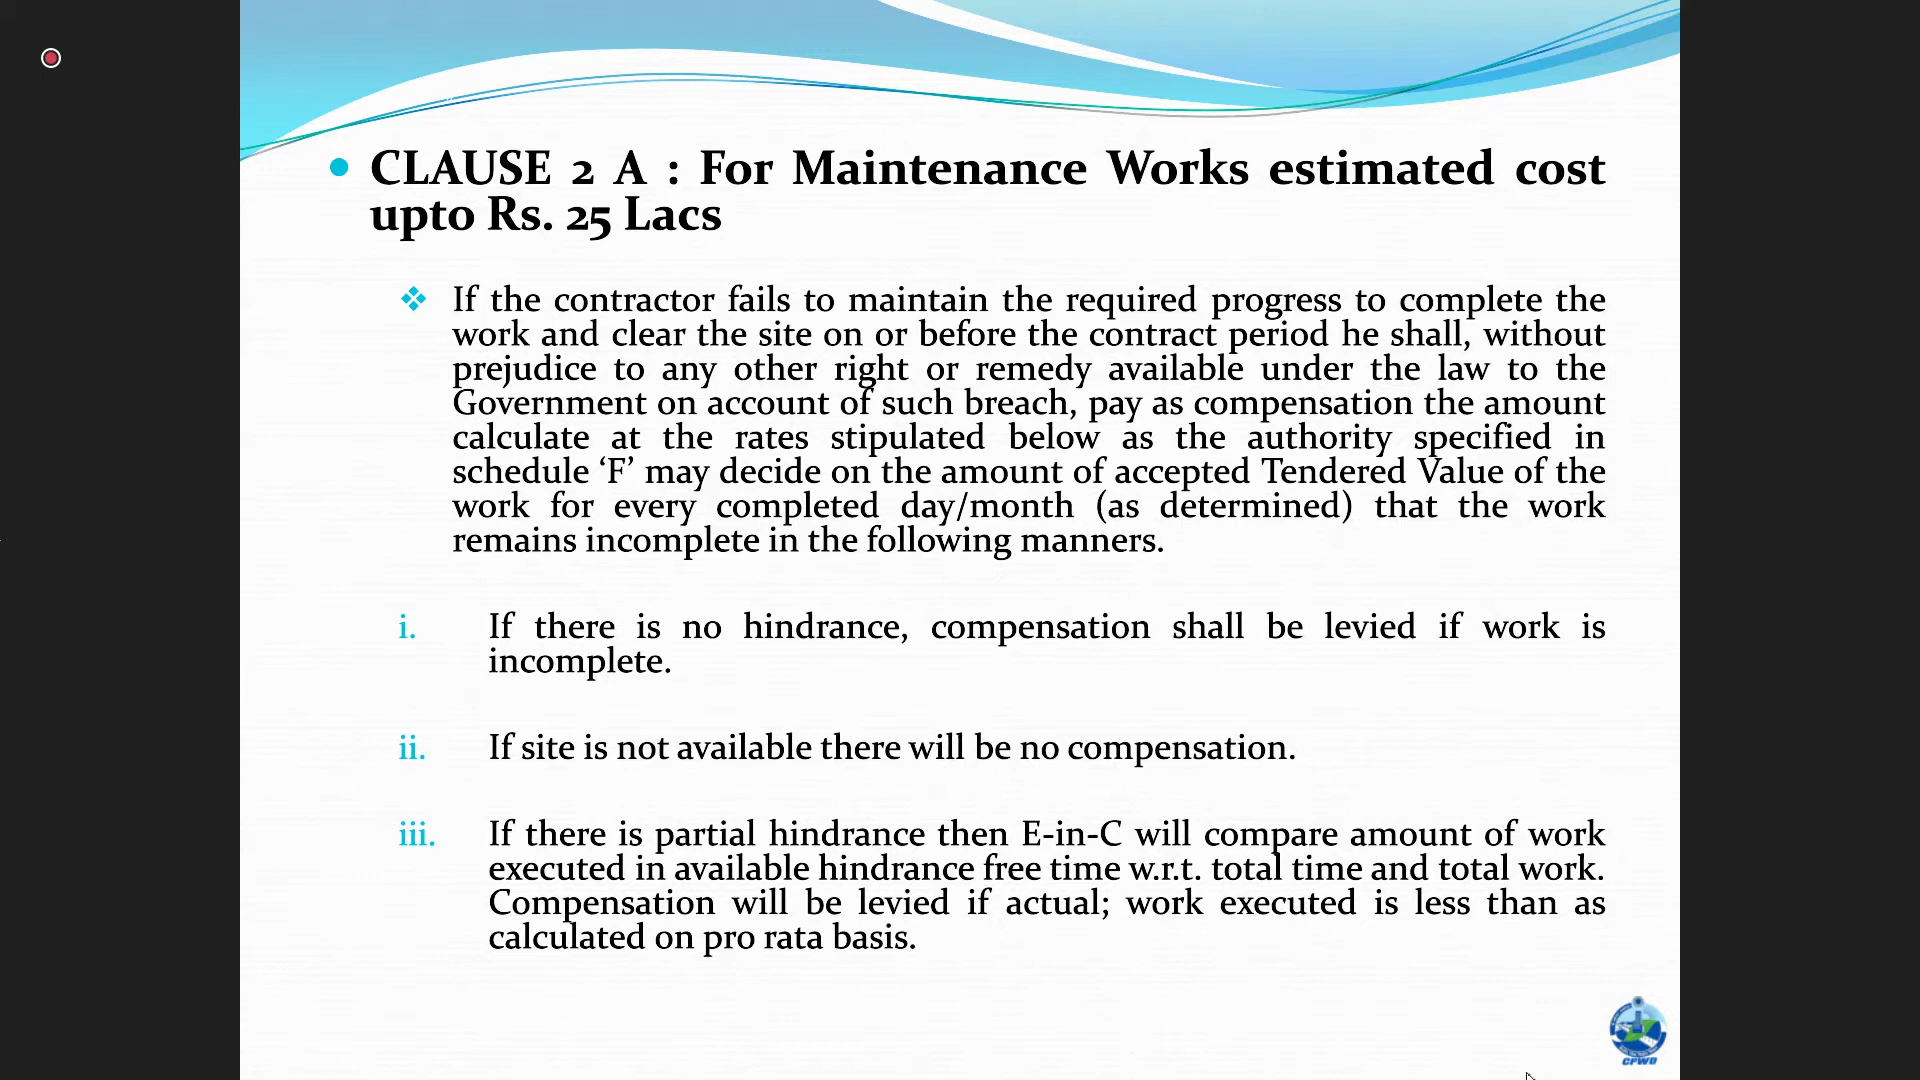 CLAUSE 2 A : For Maintenance Works estimated cost
upto Rs. 25 Lacs
If the contractor fails to maintain the required progress to complete the
work and clear the site on or before the contract period he shall, without
prejudice to any other right or remedy available under the law to the
Government on account of such breach, pay as compensation the amount
calculate at the rates stipulated below as the authority specified in
schedule ‘F’ may decide on the amount of accepted Tendered Value of the
work for every completed day/month (as determined) that the work
remains incomplete in the following manners.
i. If there is no hindrance, compensation shall be levied if work is
incomplete.
ii. If site is not available there will be no compensation.
iii. If there is partial hindrance then E-in-C will compare amount of work
executed in available hindrance free time w.r.t. total time and total work.
Compensation will be levied if actual; work executed is less than as
calculated on pro rata basis.
CPWD